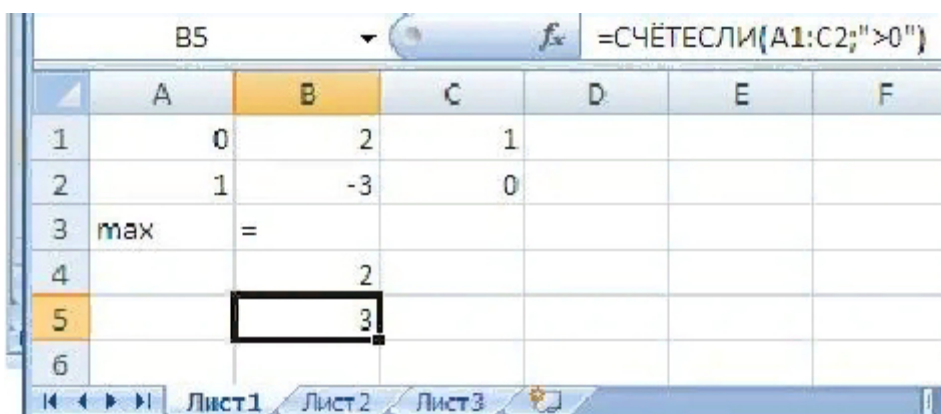 B5 fx =СЧЁТЕСЛИ(A1:C2;">0")
A B C D E F
1 0 2 1
2 1 -3 0
3 max =
4 2
5 3
6
Лист1 Лист2 Лист3